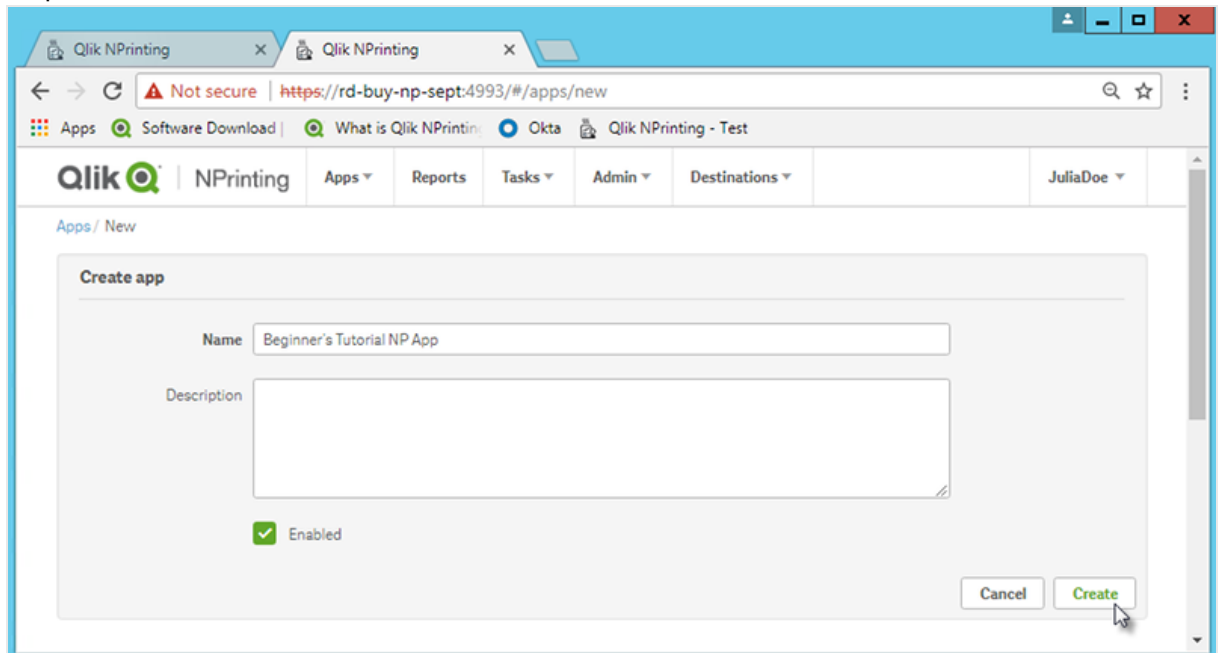 Qlik NPrinting Qlik NPrinting
Not secure | https://rd-buy-np-sept:4993/#/apps/new
Apps Software Download | What is Qlik NPrinting Okta Qlik NPrinting - Test
Qlik NPrinting Apps Reports Tasks Admin Destinations JuliaDoe
Apps / New
Create app
Name Beginner's Tutorial NP App
Description
Enabled
Cancel Create